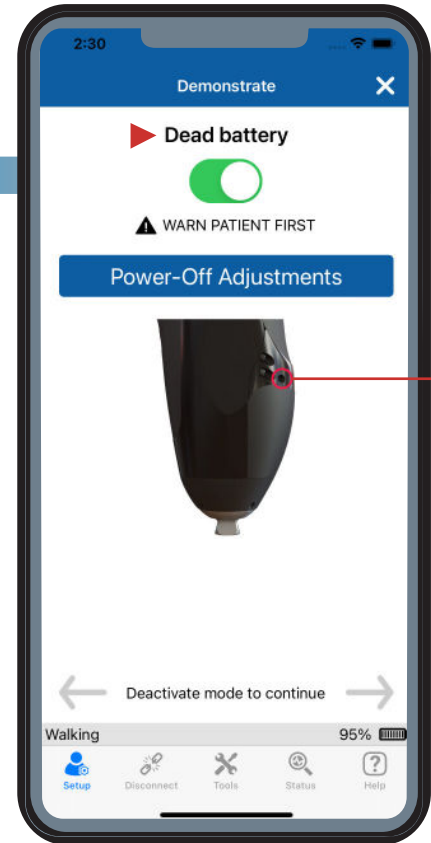 2:30
Demonstrate
Dead battery
WARN PATIENT FIRST
Power-Off Adjustments
Deactivate mode to continue
Walking 95%
Setup Disconnect Tools Status Help